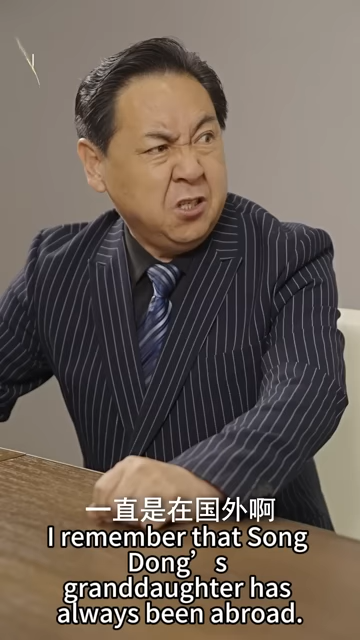 一直是在国外啊
I remember that Song
Dong’s
granddaughter has
always been abroad.